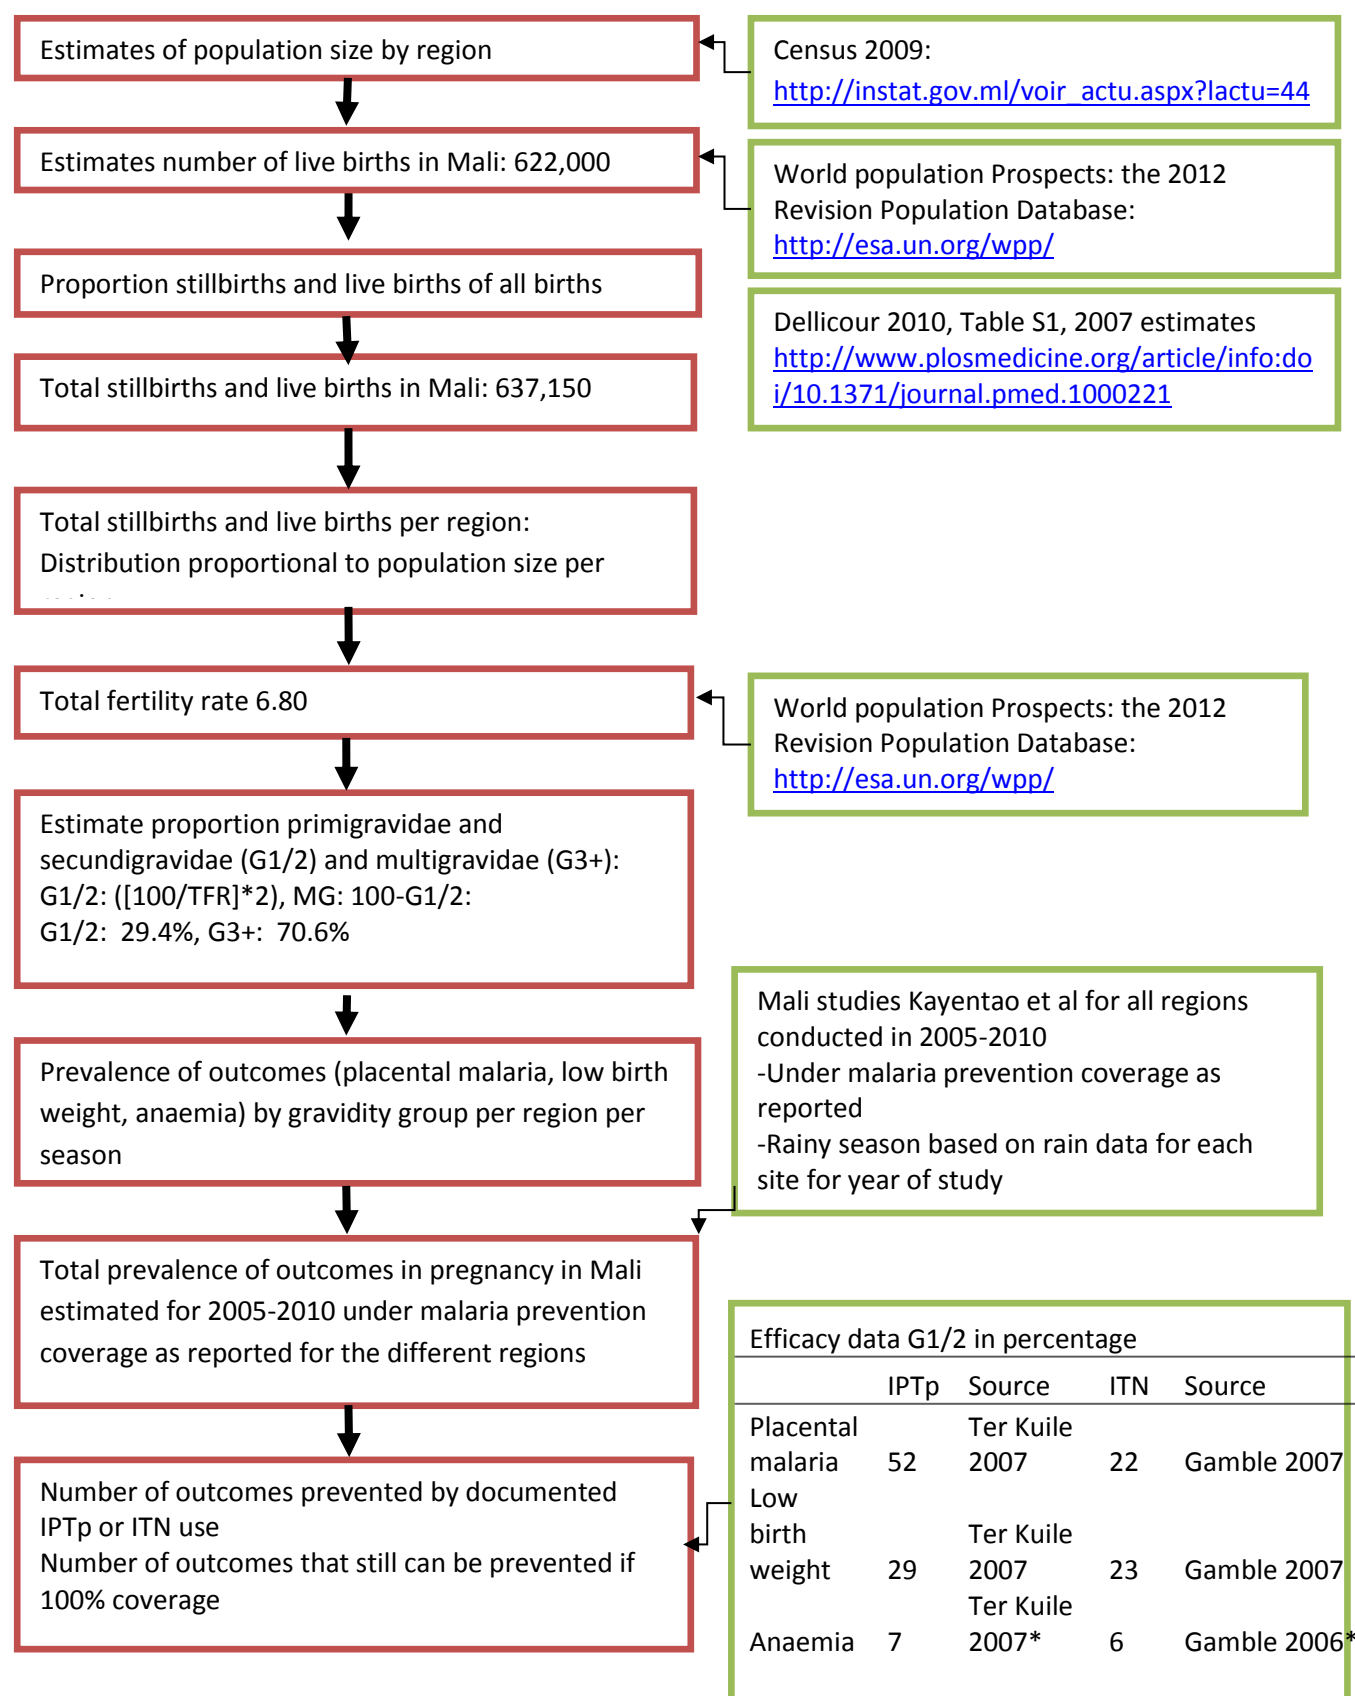 Estimates of population size by region
Census 2009:
http://instat.gov.ml/voir_actu.aspx?lactu=44
Estimates number of live births in Mali: 622,000
World population Prospects: the 2012
Revision Population Database:
http://esa.un.org/wpp/
Proportion stillbirths and live births of all births
Dellicour 2010, Table S1, 2007 estimates
http://www.plosmedicine.org/article/info:do
i/10.1371/journal.pmed.1000221
Total stillbirths and live births in Mali: 637,150
Total stillbirths and live births per region:
Distribution proportional to population size per
Total fertility rate 6.80
World population Prospects: the 2012
Revision Population Database:
http://esa.un.org/wpp/
Estimate proportion primigravidae and
secundigravidae (G1/2) and multigravidae (G3+):
G1/2: ([100/TFR]*2), MG: 100-G1/2:
G1/2:  29.4%, G3+:  70.6%
Mali studies Kayentao et al for all regions
conducted in 2005-2010
-Under malaria prevention coverage as
reported
-Rainy season based on rain data for each
site for year of study
Prevalence of outcomes (placental malaria, low birth
weight, anaemia) by gravidity group per region per
season
Total prevalence of outcomes in pregnancy in Mali
estimated for 2005-2010 under malaria prevention
coverage as reported for the different regions
Efficacy data G1/2 in percentage
IPTp Source ITN Source
Placental Ter Kuile
malaria 52 2007 22 Gamble 2007
Low
birth Ter Kuile
weight 29 2007 23 Gamble 2007
Ter Kuile
Anaemia 7 2007* 6 Gamble 2006*
Number of outcomes prevented by documented
IPTp or ITN use
Number of outcomes that still can be prevented if
100% coverage